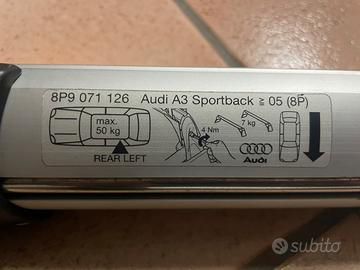 8P9 071 126 Audi A3 Sportback ≥ 05 (8P)
max.
50 kg
REAR LEFT
4 Nm
7 kg
Audi
subito